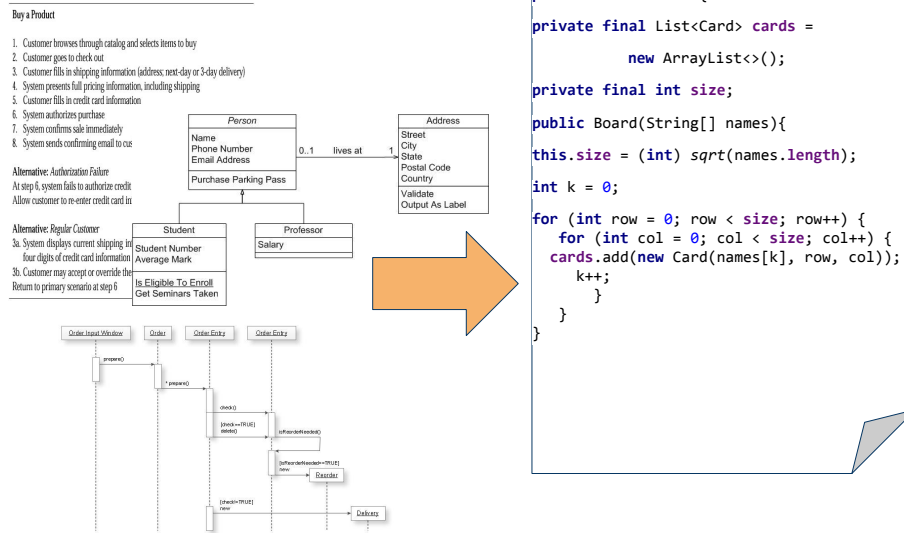 Buy a Product
1. Customer browses through catalog and selects items to buy
2. Customer goes to check out
3. Customer fills in shipping information (address; next-day or 3-day delivery)
4. System presents full pricing information, including shipping
5. Customer fills in credit card information
6. System authorizes purchase
7. System confirms sale immediately
8. System sends confirming email to cus
Alternative: Authorization Failure
At step 6, system fails to authorize credit
Allow customer to re-enter credit card in
Alternative: Regular Customer
3a. System displays current shipping in
four digits of credit card information
3b. Customer may accept or override the
Return to primary scenario at step 6
Person
Name
Phone Number
Email Address
Purchase Parking Pass
0..1 lives at 1
Address
Street
City
State
Postal Code
Country
Validate
Output As Label
Student
Student Number
Average Mark
Is Eligible To Enroll
Get Seminars Taken
Professor
Salary
Order Input Window
Order
Order Entry
Order Entry
prepare()
* prepare()
check()
[check==TRUE]
delete()
isReorderNeeded()
[isReorderNeeded==TRUE]
new
Reorder
[check!=TRUE]
new
Delivery
private final List<Card> cards =
new ArrayList<>();
private final int size;
public Board(String[] names){
this.size = (int) sqrt(names.length);
int k = 0;
for (int row = 0; row < size; row++) {
for (int col = 0; col < size; col++) {
cards.add(new Card(names[k], row, col));
k++;
}
}
}